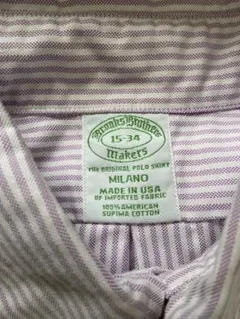 Brooks Brothers
15-34
Makers
THE ORIGINAL POLO SHIRT
MILANO
MADE IN USA
OF IMPORTED FABRIC
100% AMERICAN
SUPIMA COTTON